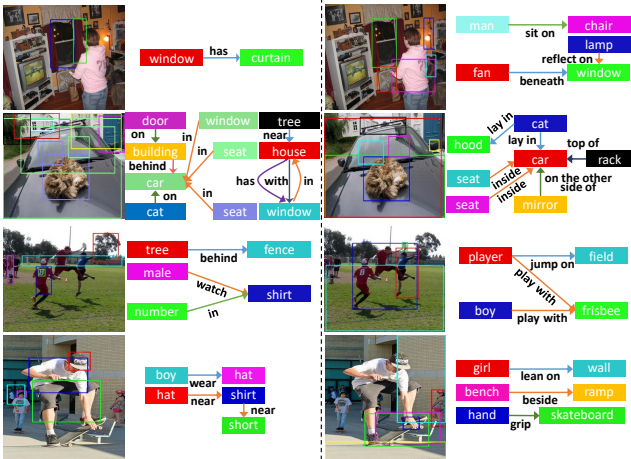 has
window
curtain
man
sit on
chair
lamp
reflect on
fan
beneath
window
door
window
tree
on
in
near
building
seat
house
behind
in
car
has
with
in
on
in
cat
seat
window
cat
lay in
hood
lay in
top of
car
rack
seat
inside
on the other
side of
inside
seat
mirror
tree
behind
fence
male
watch
shirt
number
in
player
jump on
field
play with
boy
play with
frisbee
boy
wear
hat
hat
near
shirt
near
short
girl
lean on
wall
bench
beside
ramp
hand
grip
skateboard